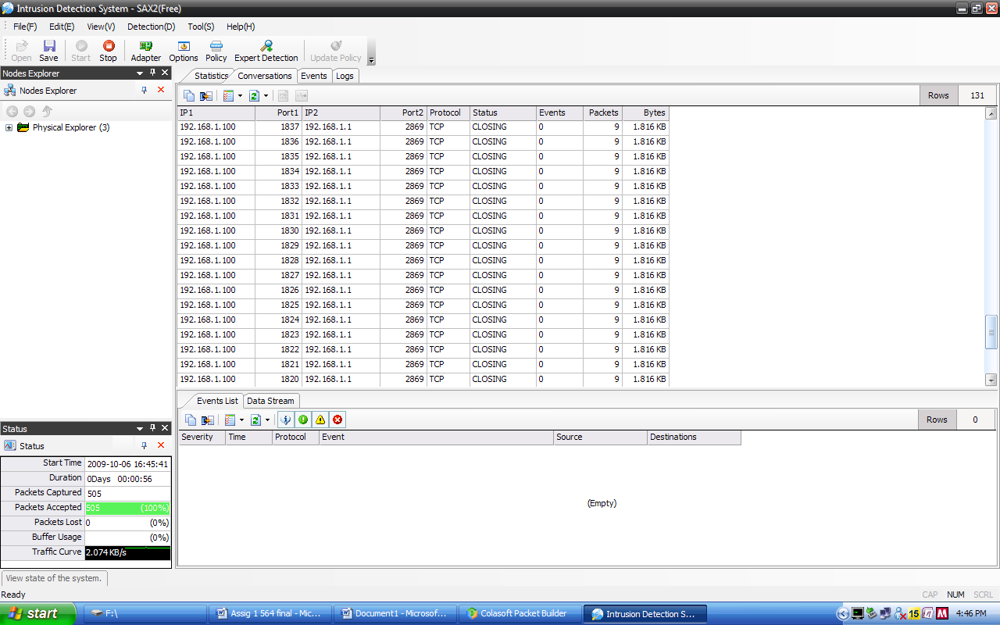 Intrusion Detection System - SAX2(Free)
File(F) Edit(E) View(V) Detection(D) Tool(S) Help(H)
Open Save Start Stop Adapter Options Policy Expert Detection Update Policy
Nodes Explorer
Nodes Explorer
Physical Explorer (3)
Statistics Conversations Events Logs
Rows 131
IP1 Port1 IP2 Port2 Protocol Status Events Packets Bytes
192.168.1.100 1837 192.168.1.1 2869 TCP CLOSING 0 9 1.816 KB
192.168.1.100 1836 192.168.1.1 2869 TCP CLOSING 0 9 1.816 KB
192.168.1.100 1835 192.168.1.1 2869 TCP CLOSING 0 9 1.816 KB
192.168.1.100 1834 192.168.1.1 2869 TCP CLOSING 0 9 1.816 KB
192.168.1.100 1833 192.168.1.1 2869 TCP CLOSING 0 9 1.816 KB
192.168.1.100 1832 192.168.1.1 2869 TCP CLOSING 0 9 1.816 KB
192.168.1.100 1831 192.168.1.1 2869 TCP CLOSING 0 9 1.816 KB
192.168.1.100 1830 192.168.1.1 2869 TCP CLOSING 0 9 1.816 KB
192.168.1.100 1829 192.168.1.1 2869 TCP CLOSING 0 9 1.816 KB
192.168.1.100 1828 192.168.1.1 2869 TCP CLOSING 0 9 1.816 KB
192.168.1.100 1827 192.168.1.1 2869 TCP CLOSING 0 9 1.816 KB
192.168.1.100 1826 192.168.1.1 2869 TCP CLOSING 0 9 1.816 KB
192.168.1.100 1825 192.168.1.1 2869 TCP CLOSING 0 9 1.816 KB
192.168.1.100 1824 192.168.1.1 2869 TCP CLOSING 0 9 1.816 KB
192.168.1.100 1823 192.168.1.1 2869 TCP CLOSING 0 9 1.816 KB
192.168.1.100 1822 192.168.1.1 2869 TCP CLOSING 0 9 1.816 KB
192.168.1.100 1821 192.168.1.1 2869 TCP CLOSING 0 9 1.816 KB
192.168.1.100 1820 192.168.1.1 2869 TCP CLOSING 0 9 1.816 KB
Events List Data Stream
Rows 0
Severity Time Protocol Event Source Destinations
(Empty)
Status
Status
Start Time 2009-10-06 16:45:41
Duration 0Days 00:00:56
Packets Captured 505
Packets Accepted 505 (100%)
Packets Lost 0 (0%)
Buffer Usage (0%)
Traffic Curve 2.074 KB/s
View state of the system.
Ready
CAP NUM SCRL
start F:\ Assig 1 564 final - Mic... Document1 - Microsof... Colasoft Packet Builder Intrusion Detection S... 15 4:46 PM